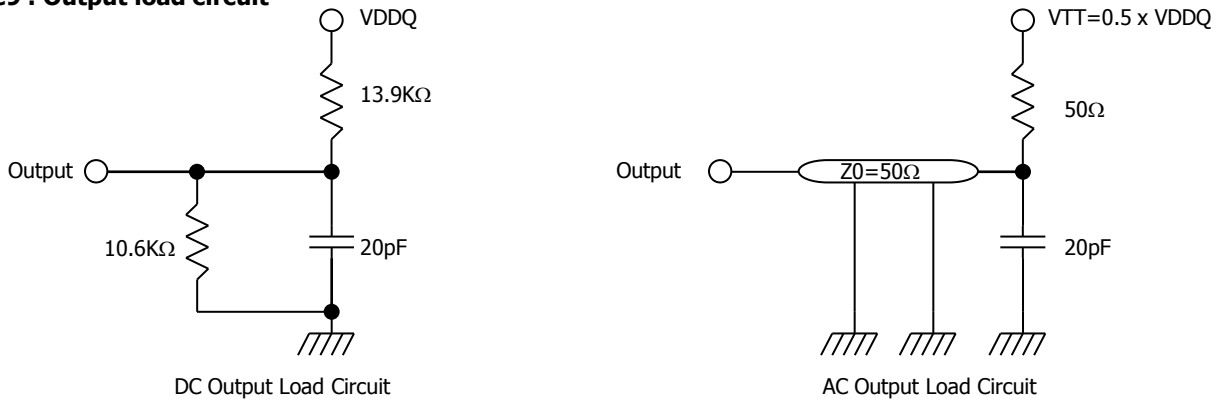 : Output load circuit
VDDQ
13.9KΩ
Output
10.6KΩ
20pF
DC Output Load Circuit
VTT=0.5 x VDDQ
50Ω
Output
Z0=50Ω
20pF
AC Output Load Circuit